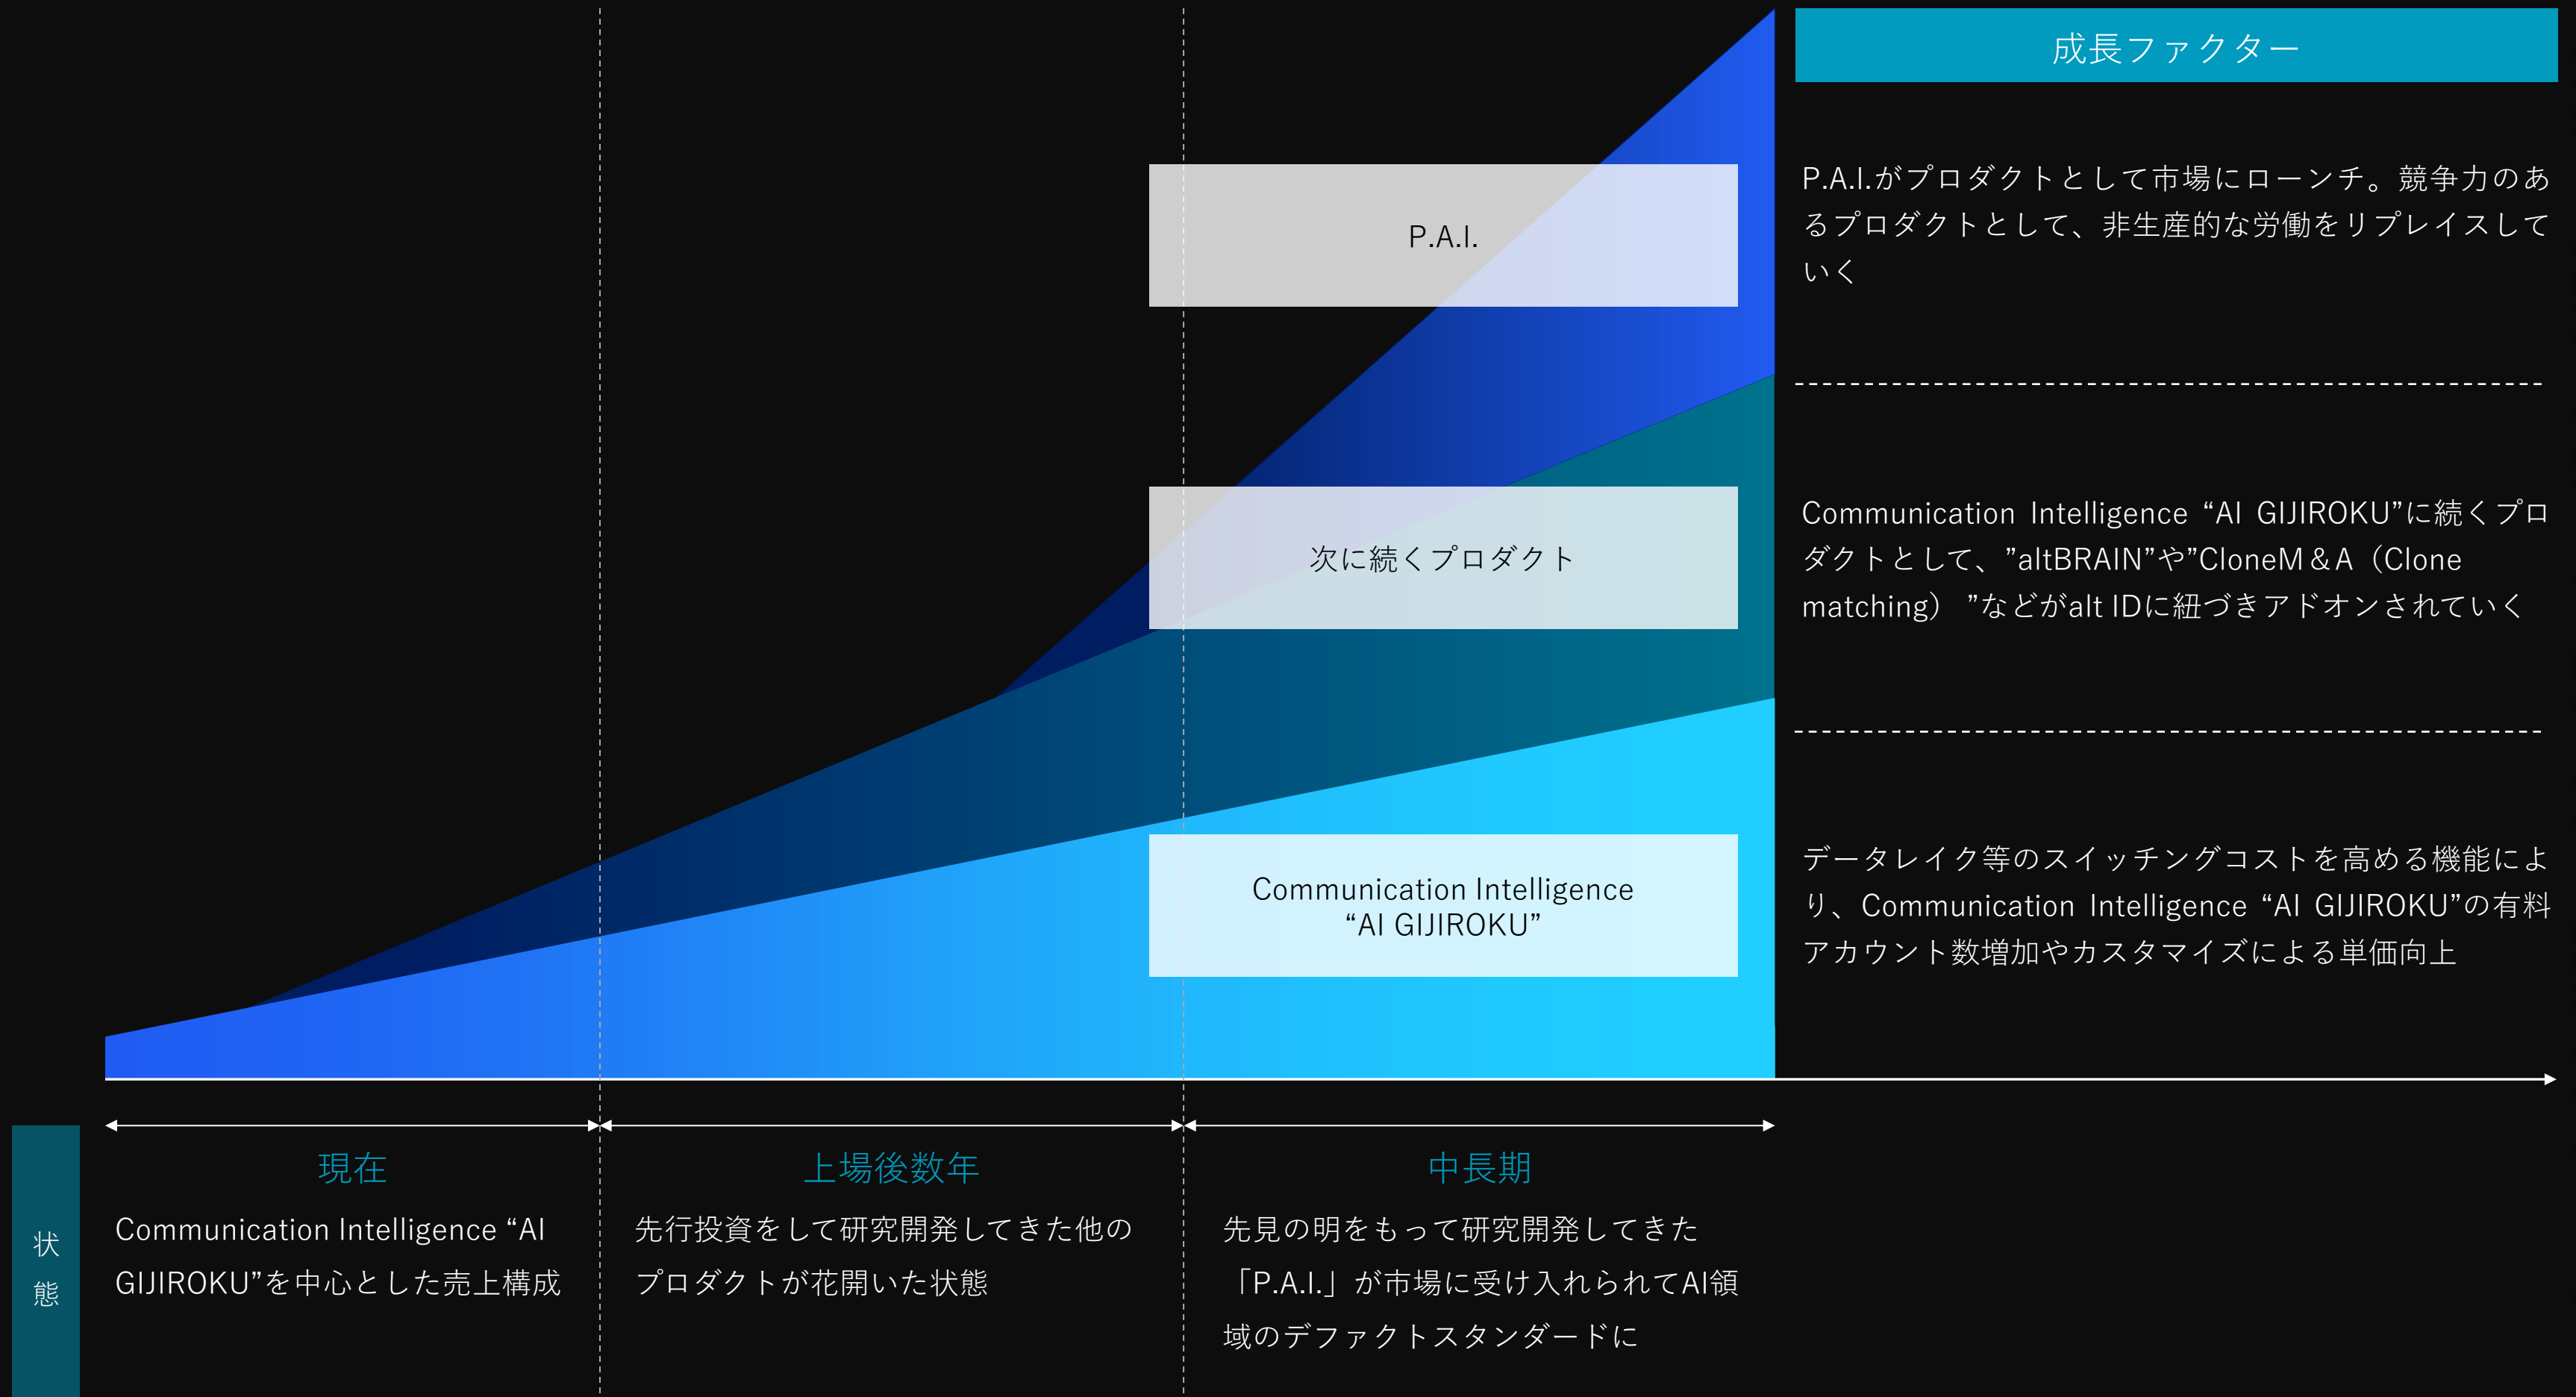 成長ファクター
P.A.I.
P.A.I.がプロダクトとして市場にローンチ。競争力のあ
るプロダクトとして、非生産的な労働をリプレイスして
いく
次に続くプロダクト
Communication Intelligence “AI GIJIROKU”に続くプロ
ダクトとして、”altBRAIN”や”CloneM＆A（Clone
matching） ”などがalt IDに紐づきアドオンされていく
Communication Intelligence
“AI GIJIROKU”
データレイク等のスイッチングコストを高める機能によ
り、Communication Intelligence “AI GIJIROKU”の有料
アカウント数増加やカスタマイズによる単価向上
状態
現在
Communication Intelligence “AI
GIJIROKU”を中心とした売上構成
上場後数年
先行投資をして研究開発してきた他の
プロダクトが花開いた状態
中長期
先見の明をもって研究開発してきた
「P.A.I.」が市場に受け入れられてAI領
域のデファクトスタンダードに